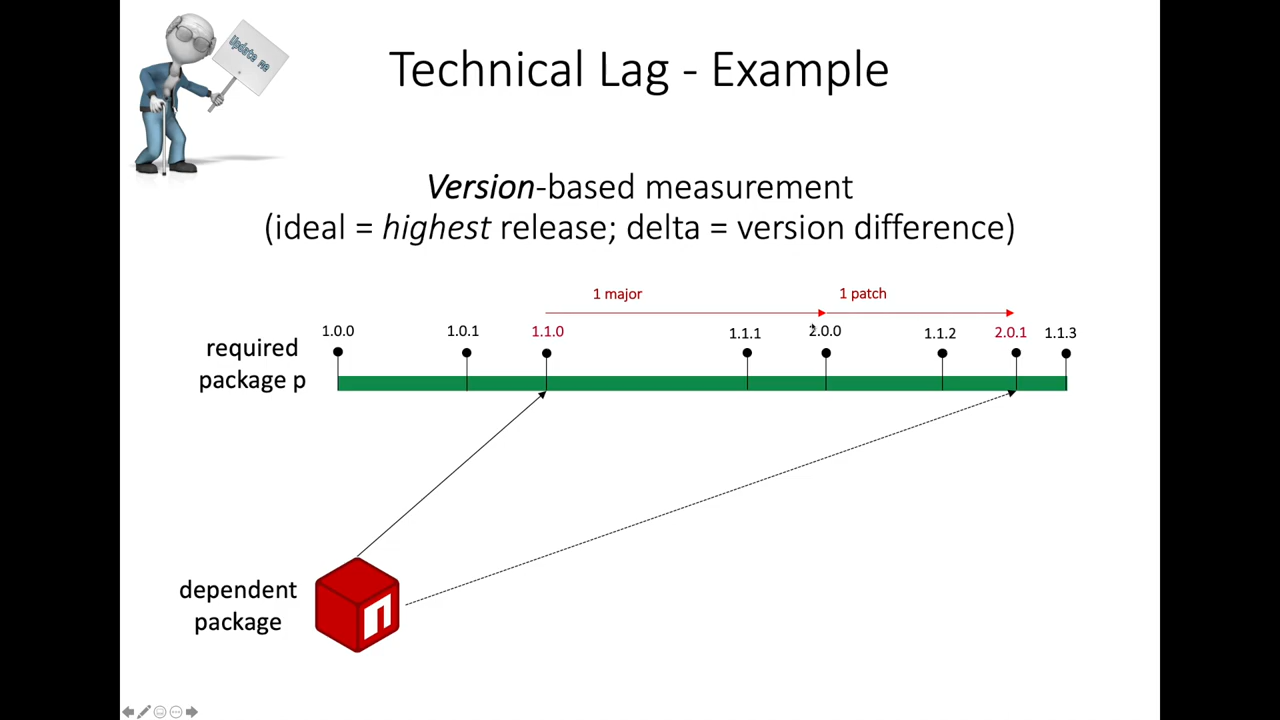 Update me
Technical Lag - Example
Version-based measurement
(ideal = highest release; delta = version difference)
1 major
1 patch
1.0.0
1.0.1
1.1.0
1.1.1
2.0.0
1.1.2
2.0.1
1.1.3
required
package p
dependent
package
n